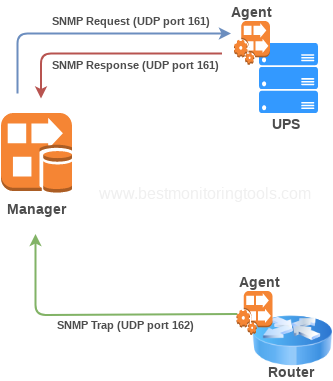 Agent
SNMP Request (UDP port 161)
SNMP Response (UDP port 161)
UPS
www.bestmonitoringtools.com
Manager
Agent
SNMP Trap (UDP port 162)
Router